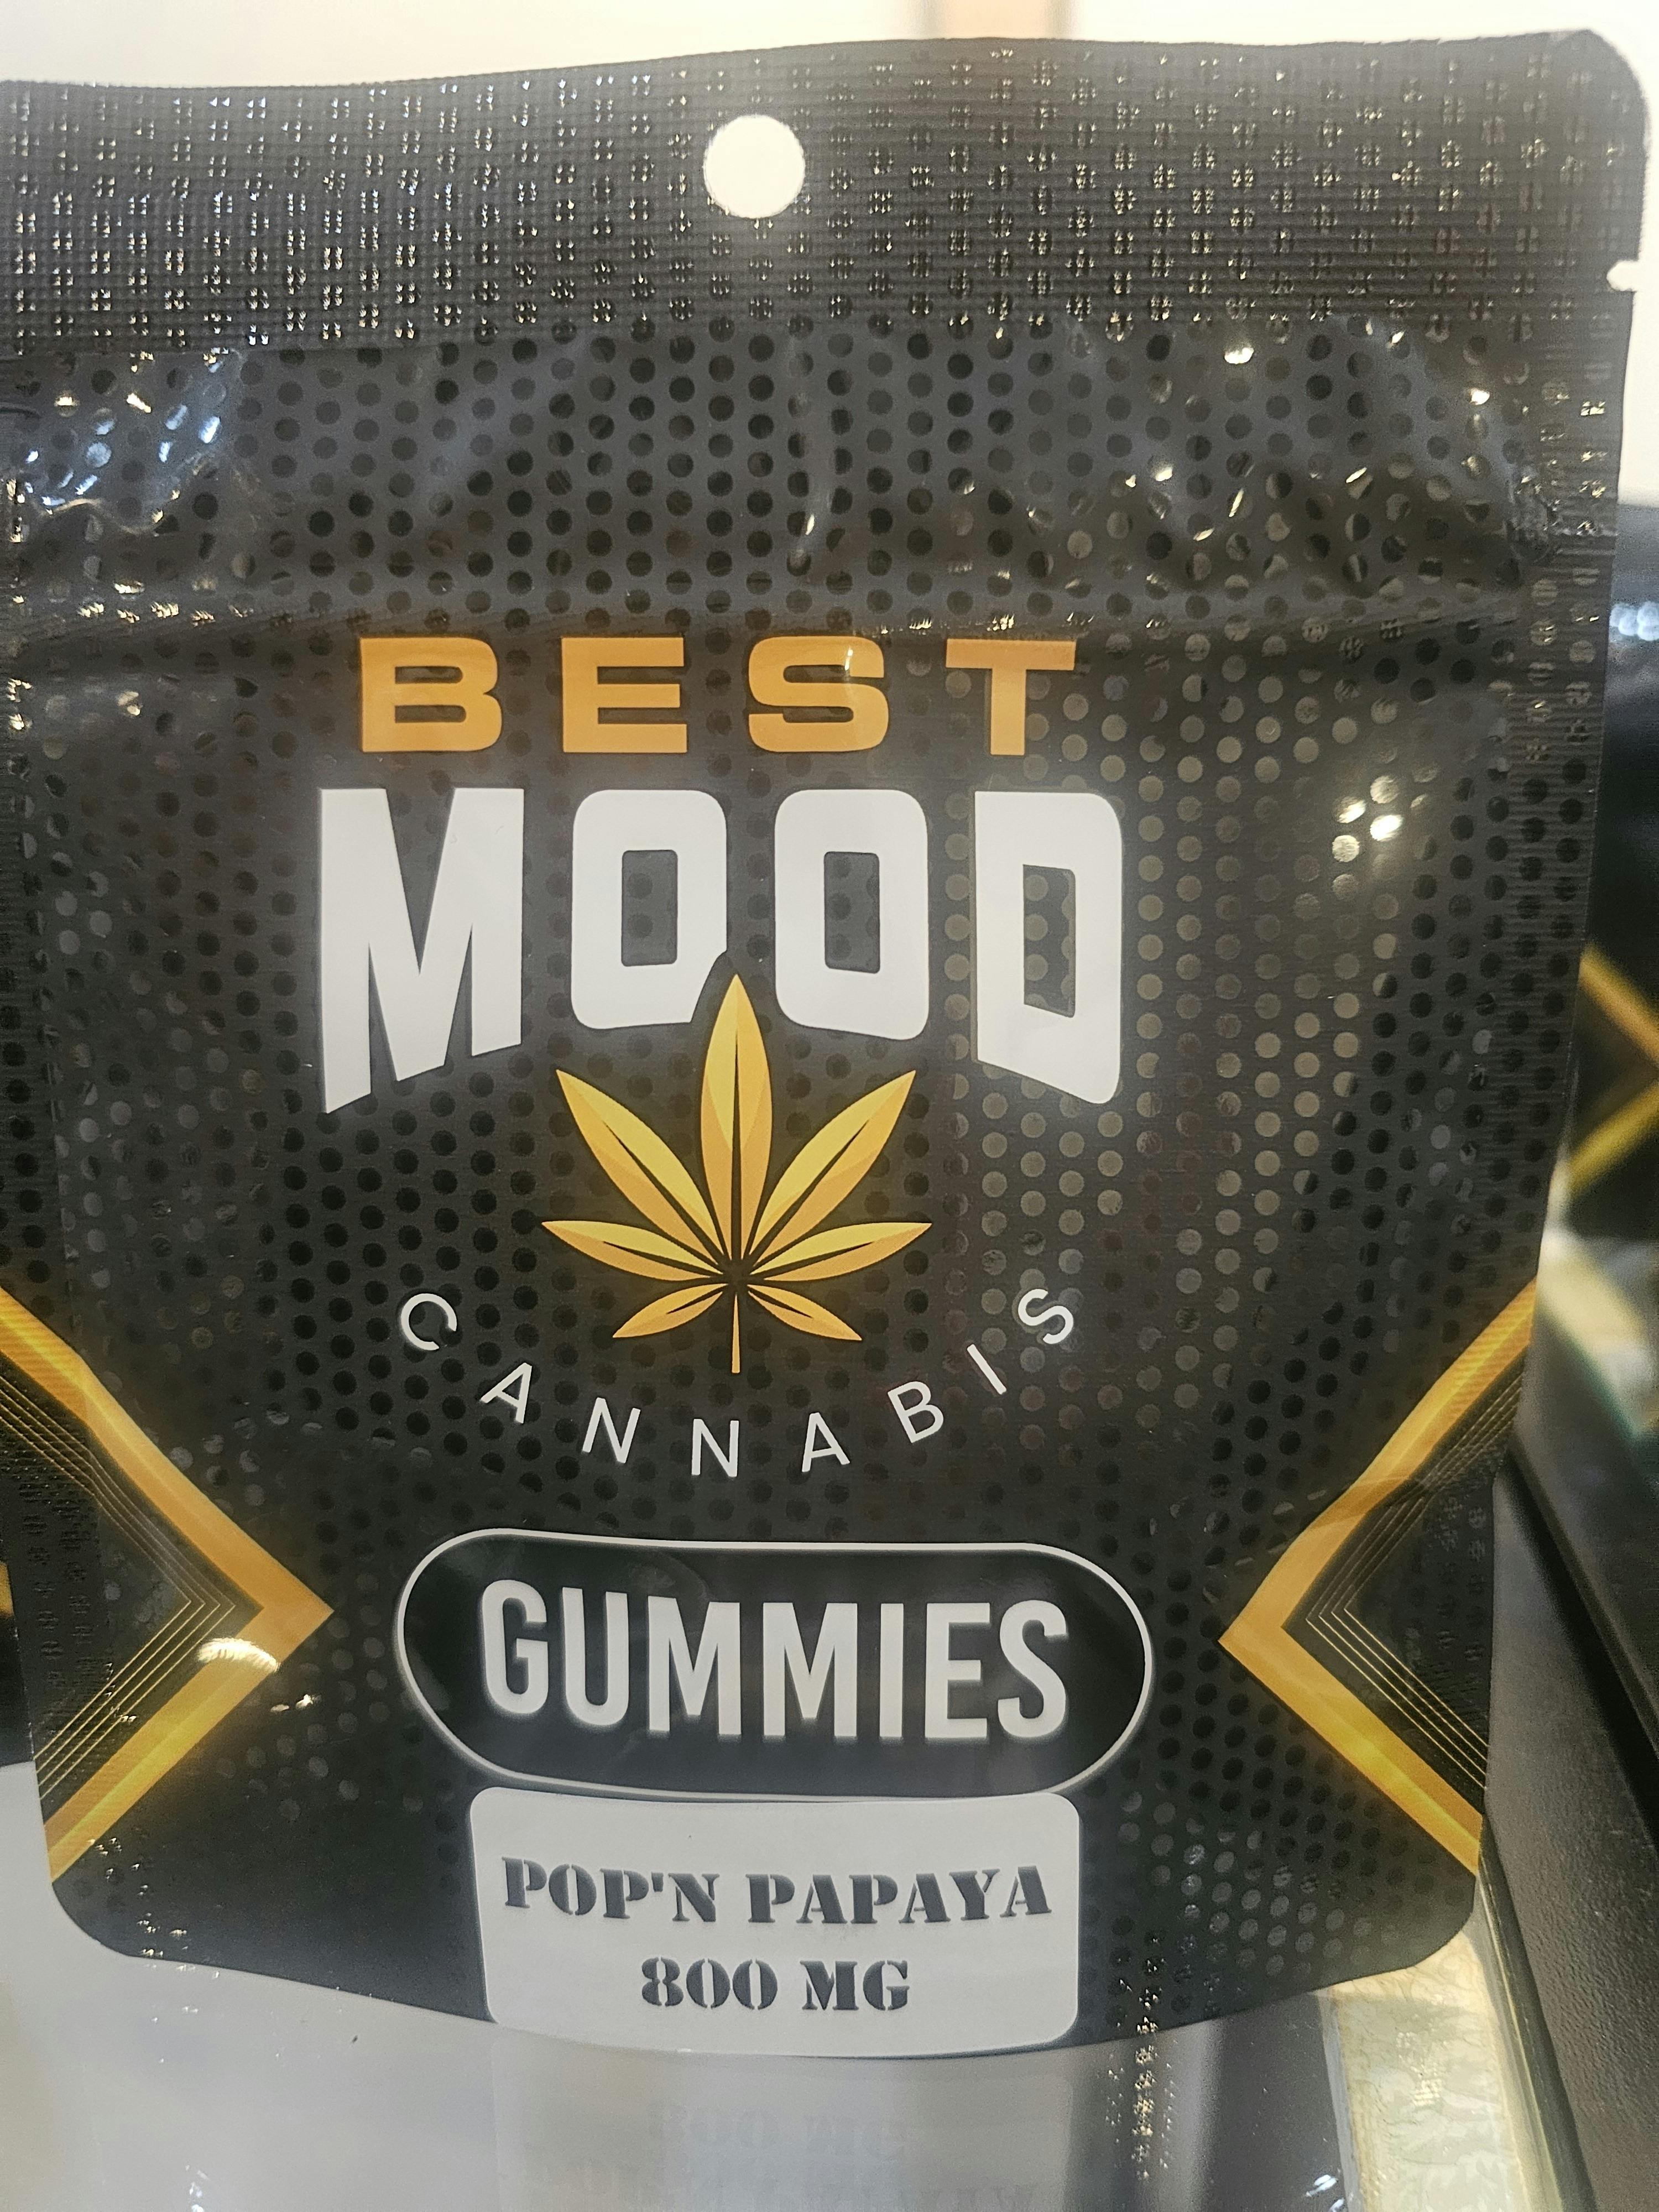 BEST
MOOD
CANNABIS
GUMMIES
POP'N PAPAYA
800 MG